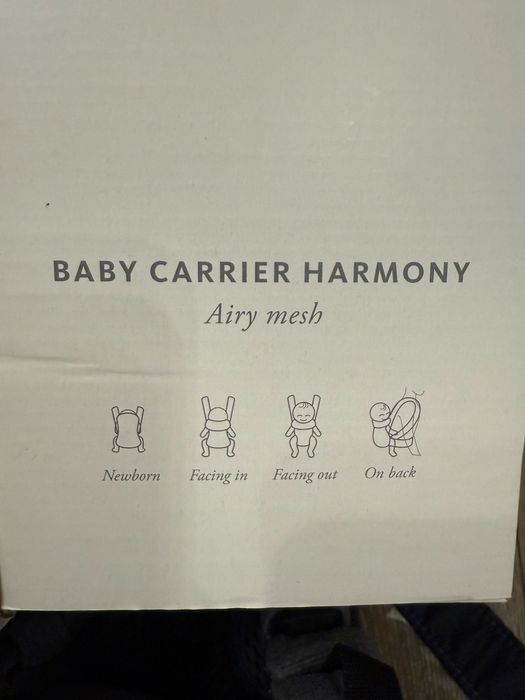 BABY CARRIER HARMONY
Airy mesh
Newborn Facing in Facing out On back